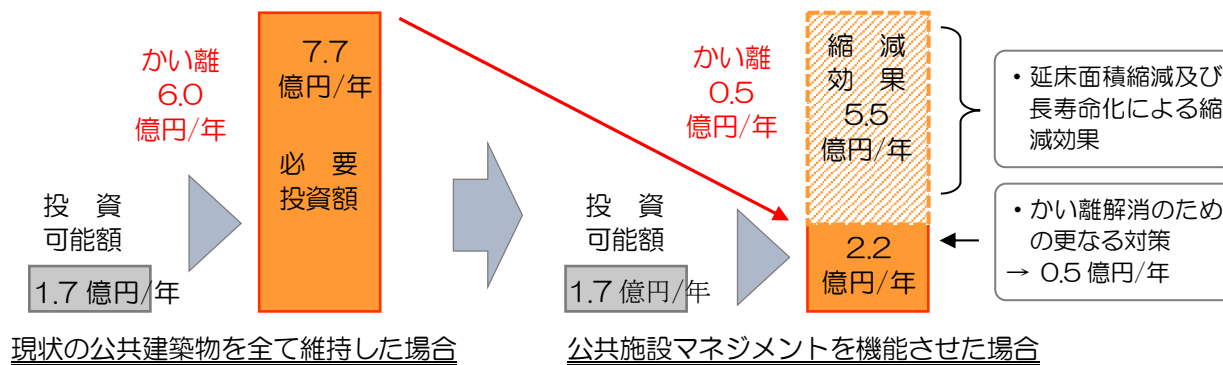 かい離
6.0
億円/年
7.7
億円/年
必 要
投資額
投 資
可能額
1.7 億円/年
現状の公共建築物を全て維持した場合
かい離
0.5
億円/年
縮 減
効 果
5.5
億円/年
投 資
可能額
1.7 億円/年
2.2
億円/年
公共施設マネジメントを機能させた場合
・延床面積縮減及び
長寿命化による縮
減効果
・かい離解消のため
の更なる対策
→ 0.5 億円/年